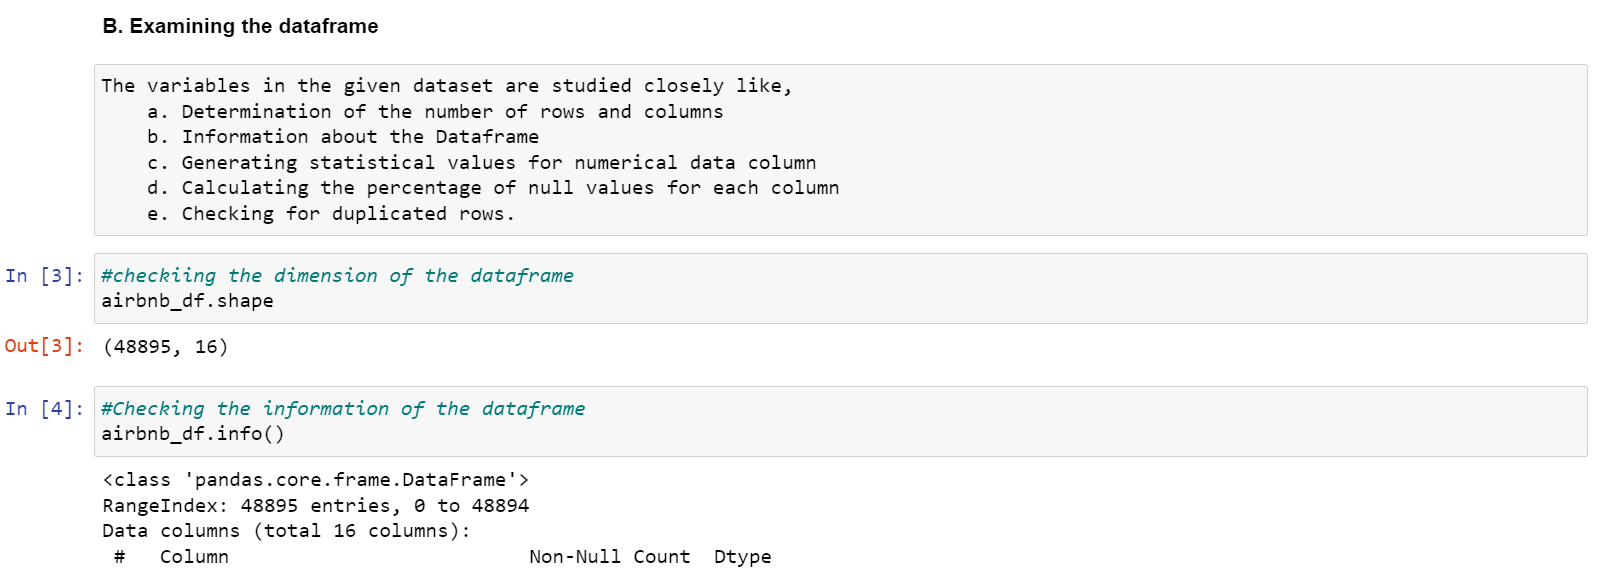 B. Examining the dataframe
The variables in the given dataset are studied closely like,
a. Determination of the number of rows and columns
b. Information about the Dataframe
c. Generating statistical values for numerical data column
d. Calculating the percentage of null values for each column
e. Checking for duplicated rows.
In [3]: #checkiing the dimension of the dataframe
airbnb_df.shape
Out[3]: (48895, 16)
In [4]: #Checking the information of the dataframe
airbnb_df.info()
<class 'pandas.core.frame.DataFrame'>
RangeIndex: 48895 entries, 0 to 48894
Data columns (total 16 columns):
# Column Non-Null Count Dtype